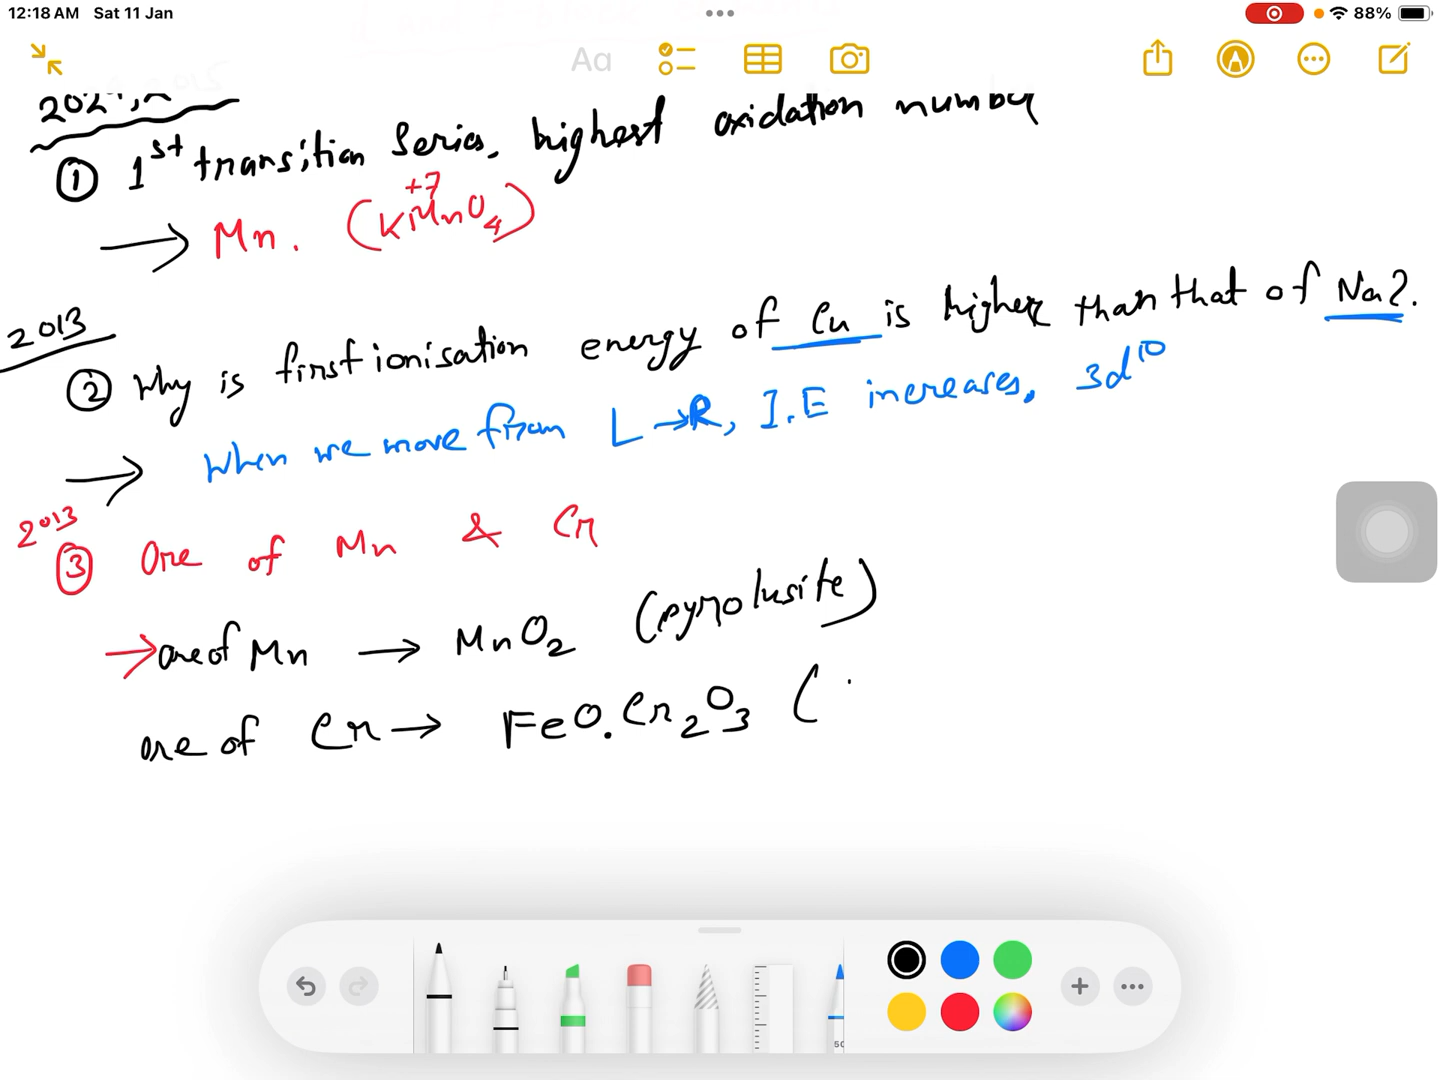 12:18 AM Sat 11 Jan
88%
Aa
① 1st transition series, highest oxidation number
→ Mn. (KMnO4)
+7
2013
② Why is first ionisation energy of Cu is higher than that of Na?
→ When we move from L→R, I.E increases, 3d10
2013
③ Ore of Mn & Cr
→ ore of Mn → MnO2 (pyrolusite)
ore of Cr → FeO.Cr2O3 (